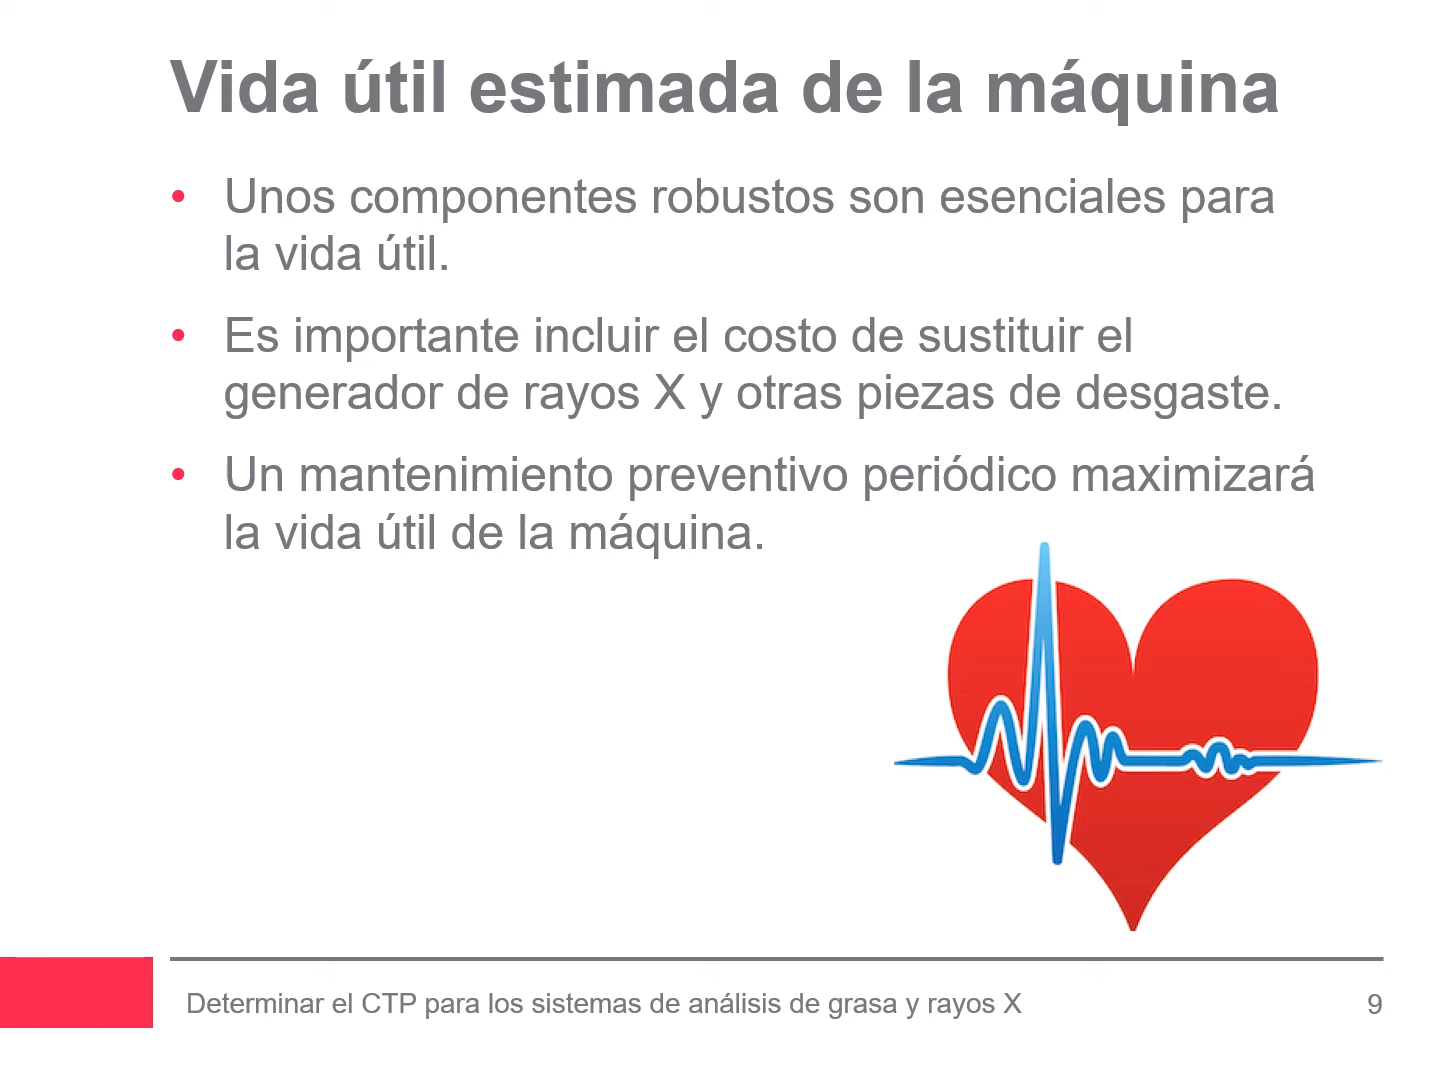 Vida útil estimada de la máquina
• Unos componentes robustos son esenciales para
la vida útil.
• Es importante incluir el costo de sustituir el
generador de rayos X y otras piezas de desgaste.
• Un mantenimiento preventivo periódico maximizará
la vida útil de la máquina.
Determinar el CTP para los sistemas de análisis de grasa y rayos X
9